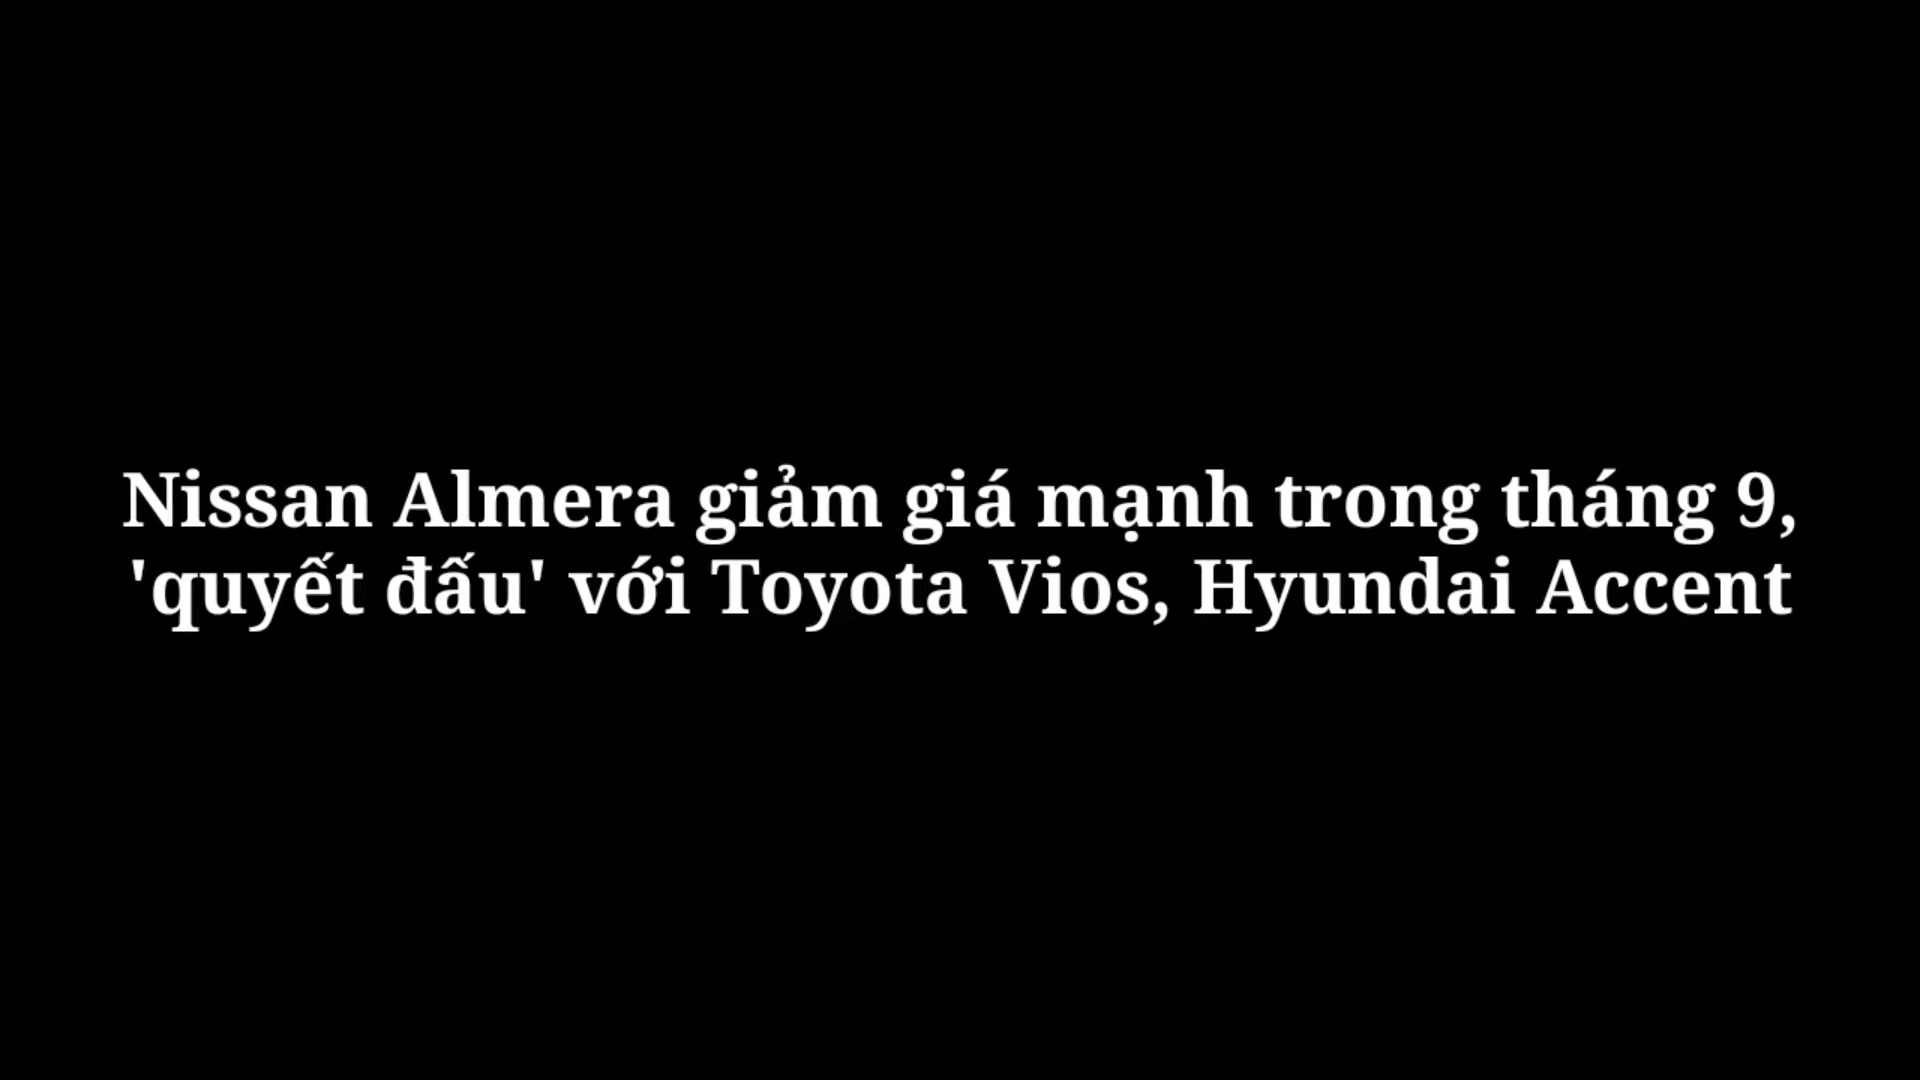 Nissan Almera giảm giá mạnh trong tháng 9,
'quyết đấu' với Toyota Vios, Hyundai Accent